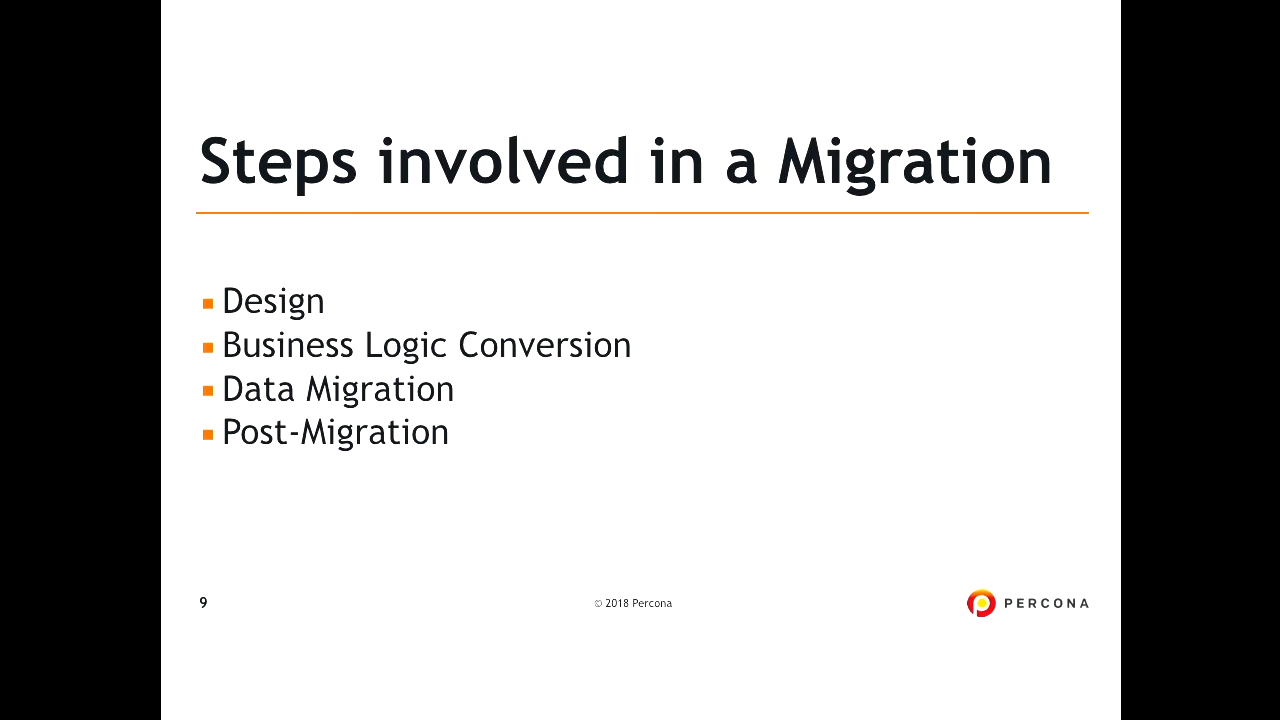 Steps involved in a Migration
Design
Business Logic Conversion
Data Migration
Post-Migration
9
© 2018 Percona
PERCONA